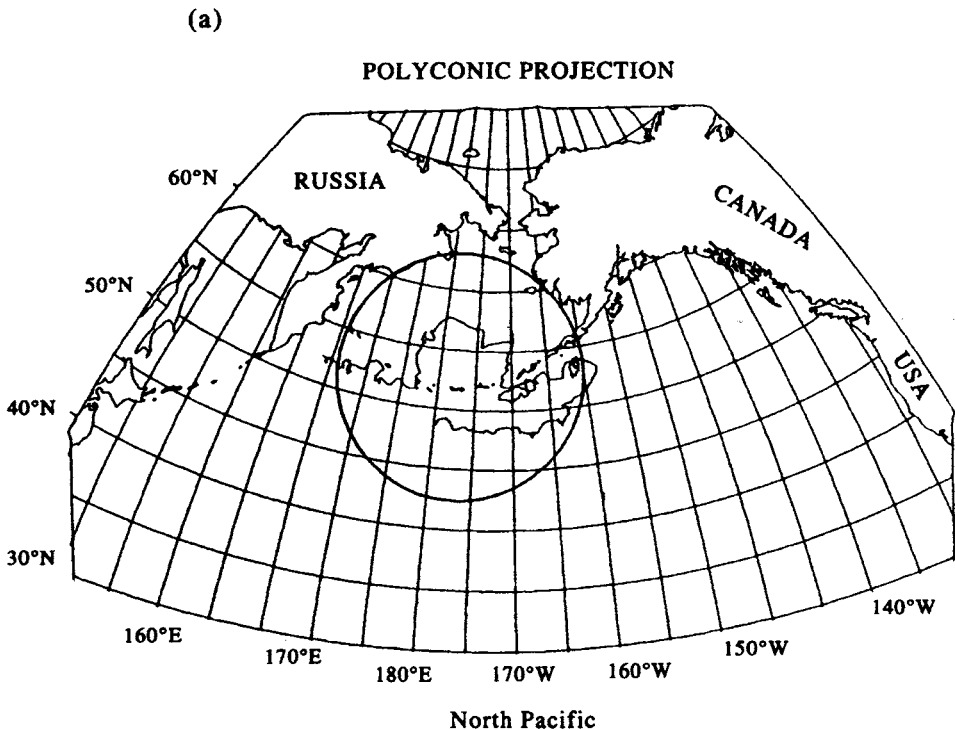 (a)
POLYCONIC PROJECTION
60°N
RUSSIA
CANADA
50°N
USA
40°N
30°N
160°E
170°E
180°E
170°W
160°W
150°W
140°W
North Pacific